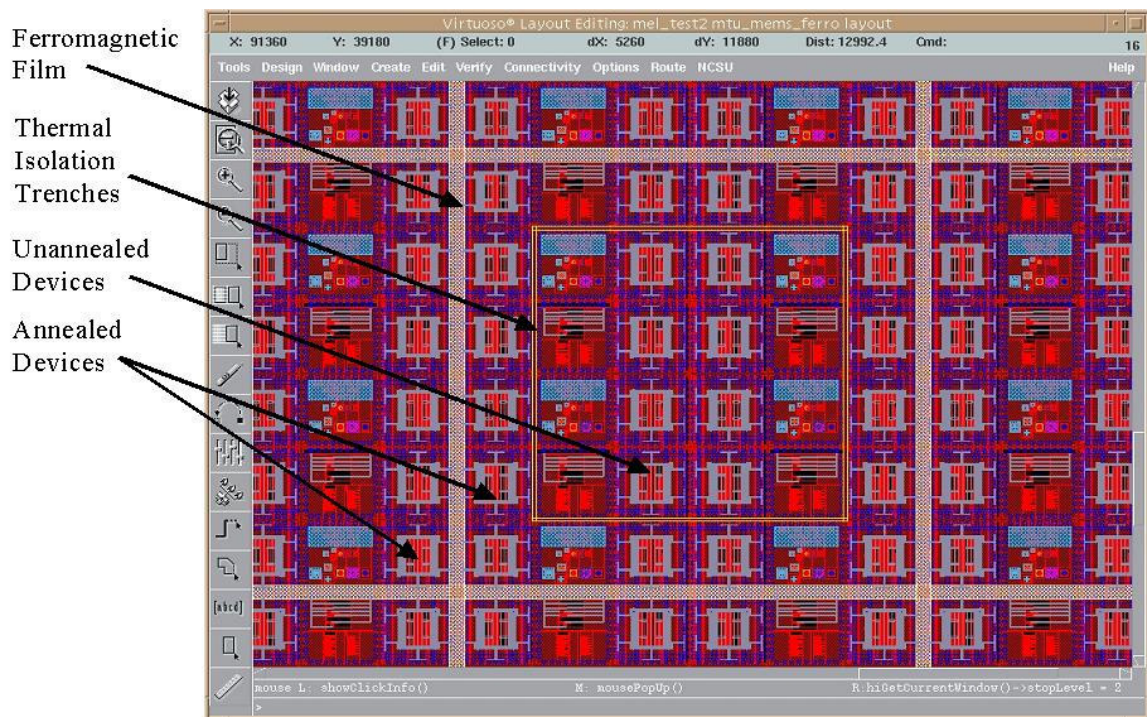 Ferromagnetic
Film
Thermal
Isolation
Trenches
Unannealed
Devices
Annealed
Devices
Virtuoso® Layout Editing: mel_test2 mtu_mems_ferro layout
X: 91360 Y: 39180 (F) Select: 0 dX: 5260 dY: 11880 Dist: 12992.4 Cmd: 16
Tools Design Window Create Edit Verify Connectivity Options Route NCSU Help
[abcd]
mouse L: showClickInfo() M: mousePopUp() R:hiGetCurrentWindow()->stopLevel = 2
>